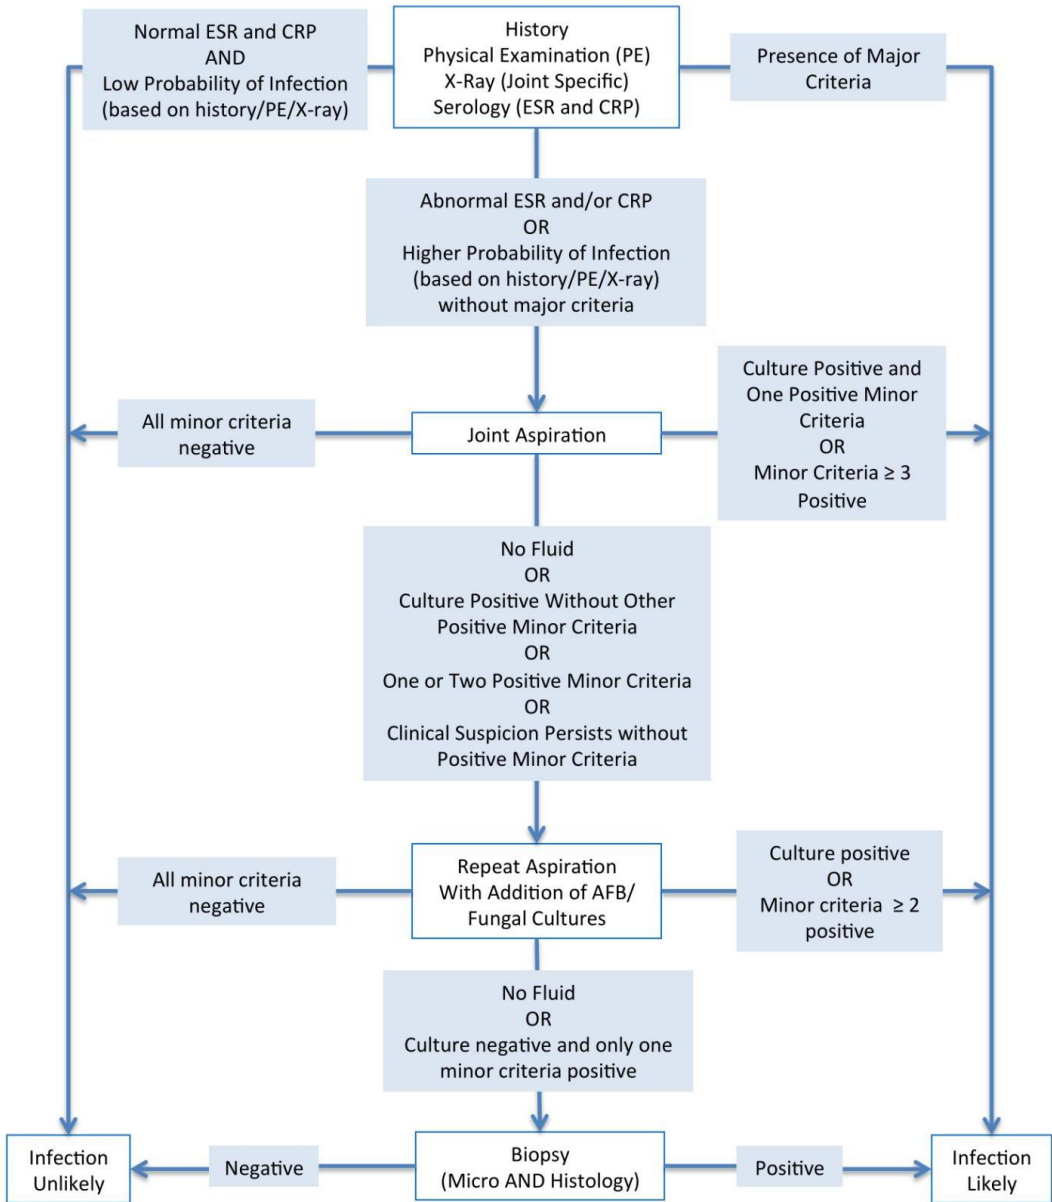 Normal ESR and CRP
AND
Low Probability of Infection
(based on history/PE/X-ray)
History
Physical Examination (PE)
X-Ray (Joint Specific)
Serology (ESR and CRP)
Presence of Major
Criteria
Abnormal ESR and/or CRP
OR
Higher Probability of Infection
(based on history/PE/X-ray)
without major criteria
All minor criteria
negative
Joint Aspiration
Culture Positive and
One Positive Minor
Criteria
OR
Minor Criteria ≥ 3
Positive
No Fluid
OR
Culture Positive Without Other
Positive Minor Criteria
OR
One or Two Positive Minor Criteria
OR
Clinical Suspicion Persists without
Positive Minor Criteria
All minor criteria
negative
Repeat Aspiration
With Addition of AFB/
Fungal Cultures
Culture positive
OR
Minor criteria ≥ 2
positive
No Fluid
OR
Culture negative and only one
minor criteria positive
Infection
Unlikely
Negative
Biopsy
(Micro AND Histology)
Positive
Infection
Likely